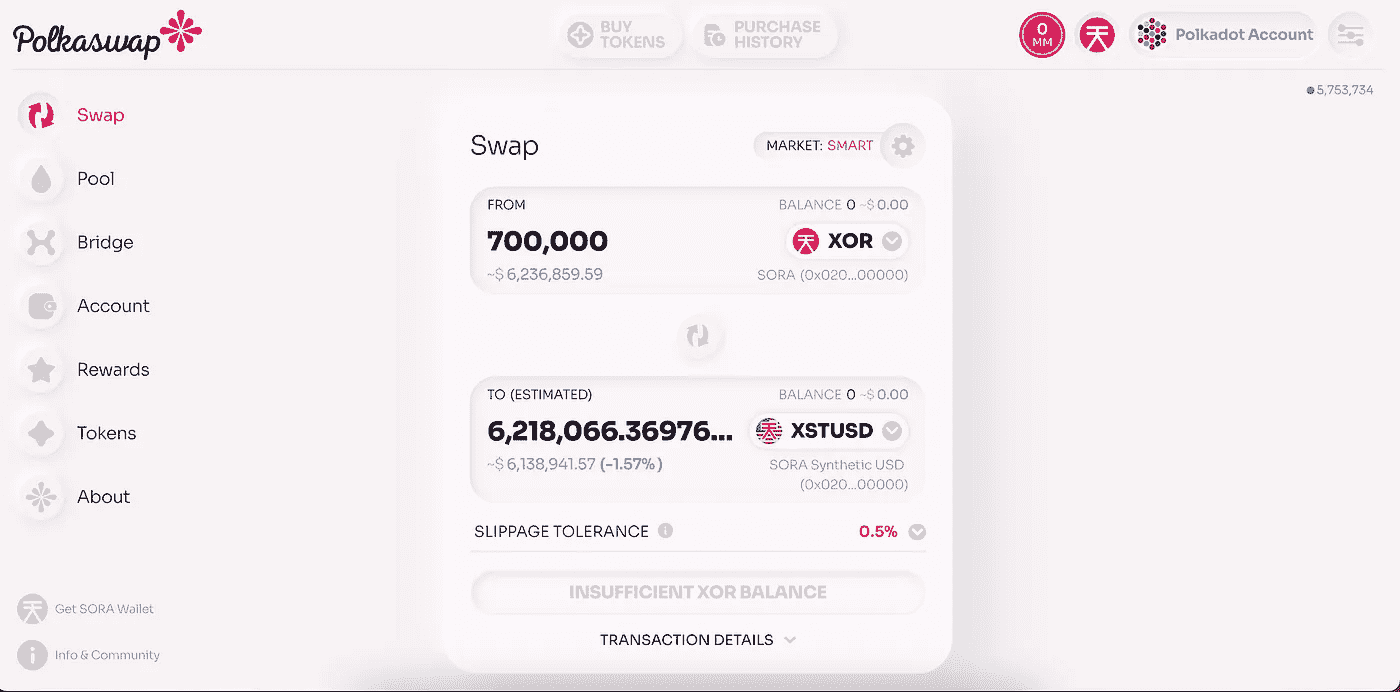 Polkaswap
BUY
TOKENS
PURCHASE
HISTORY
0
MM
Polkadot Account
5,753,734
Swap
Pool
Bridge
Account
Rewards
Tokens
About
Get SORA Wallet
Info & Community
Swap
MARKET: SMART
FROM
BALANCE 0 ~$ 0.00
700,000
XOR
~$ 6,236,859.59
SORA (0x020...00000)
TO (ESTIMATED)
BALANCE 0 ~$ 0.00
6,218,066.36976...
XSTUSD
~$ 6,138,941.57 (-1.57%)
SORA Synthetic USD
(0x020...00000)
SLIPPAGE TOLERANCE
0.5%
INSUFFICIENT XOR BALANCE
TRANSACTION DETAILS